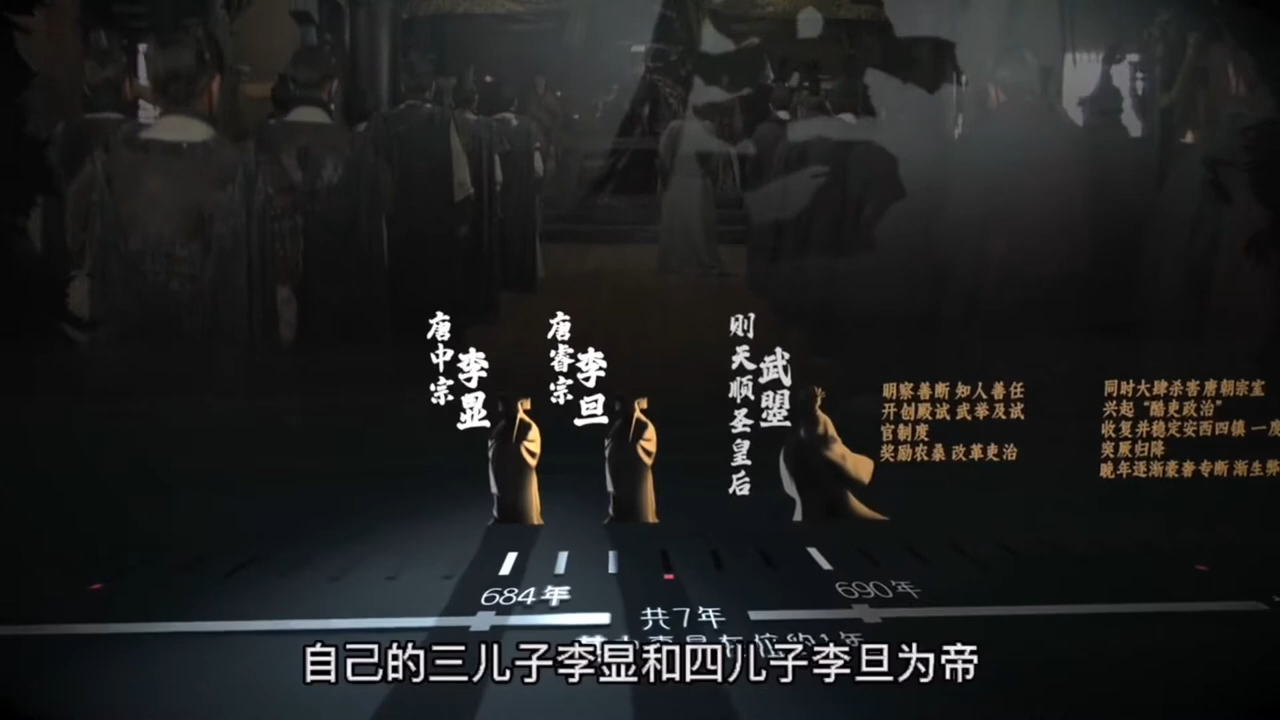 唐中宗
李显
唐睿宗
李旦
则天顺圣皇后
武曌
明察善断 知人善任
开创殿试 武举及试
官制度
奖励农桑 改革吏治
同时大肆杀害唐朝宗室
兴起“酷吏政治”
收复并稳定安西四镇 一度
突厥归降
晚年逐渐豪奢专断 渐生弊
684年
690年
共7年
自己的三儿子李显和四儿子李旦为帝